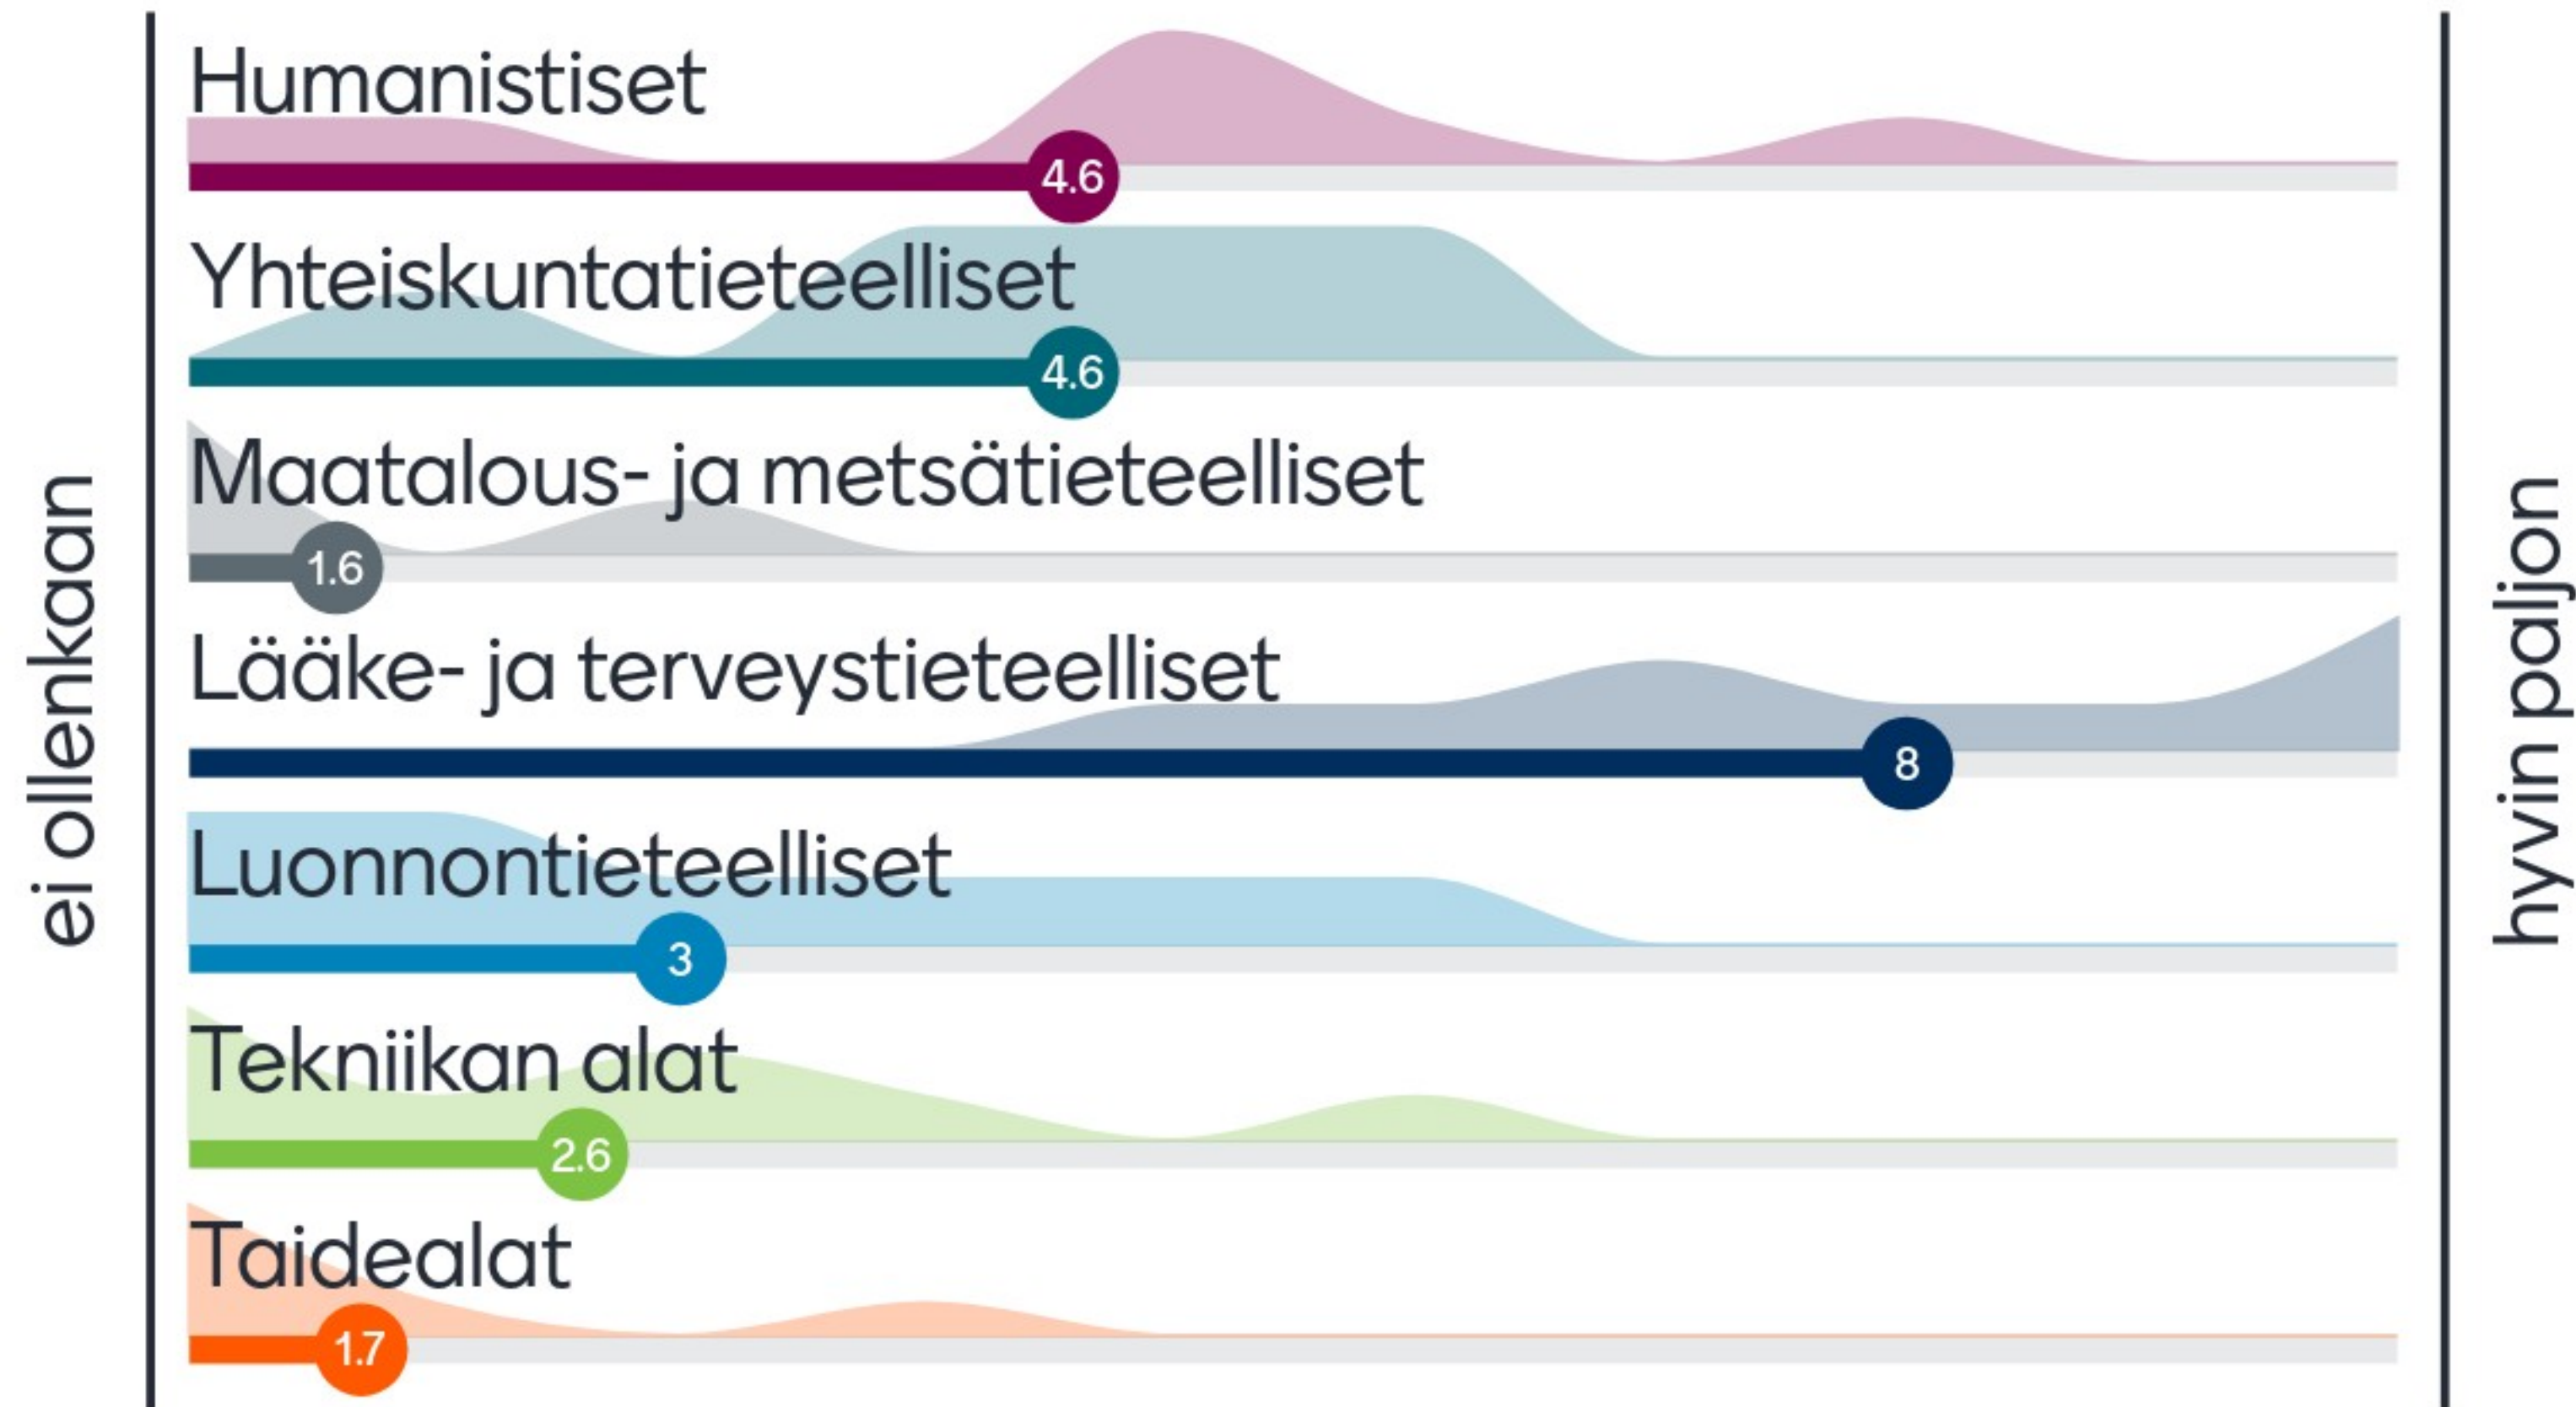 ei ollenkaan
Humanistiset
4.6
Yhteiskuntatieteelliset
4.6
Maatalous- ja metsätieteelliset
1.6
Lääke- ja terveystieteelliset
8
Luonnontieteelliset
3
Tekniikan alat
2.6
Taidealat
1.7
hyvin paljon